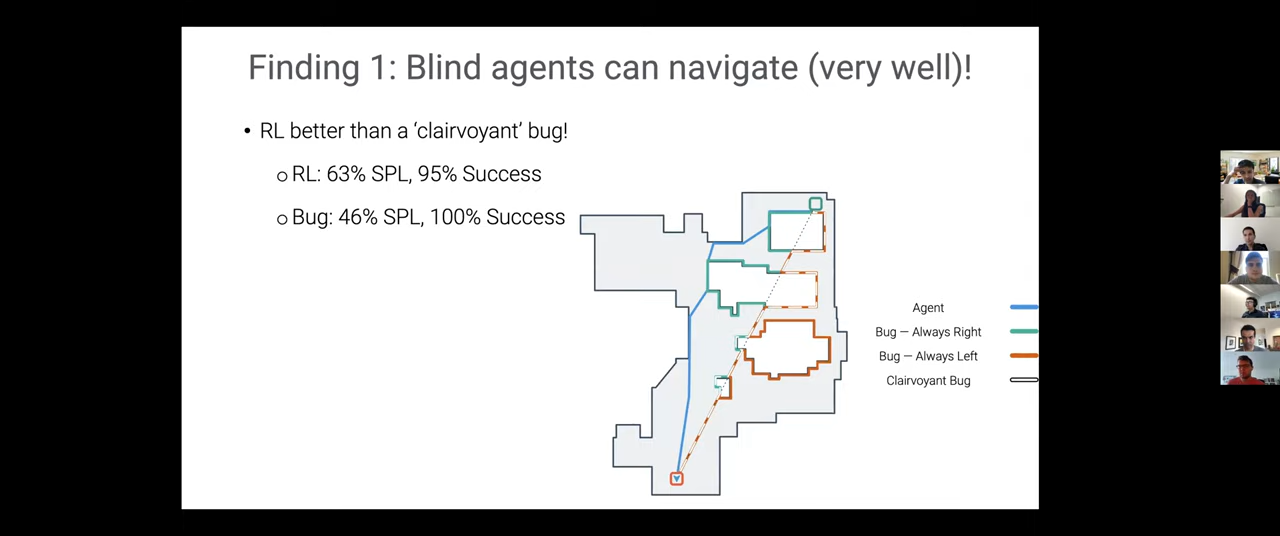 Finding 1: Blind agents can navigate (very well)!
• RL better than a ‘clairvoyant’ bug!
○ RL: 63% SPL, 95% Success
○ Bug: 46% SPL, 100% Success
Agent
Bug — Always Right
Bug — Always Left
Clairvoyant Bug